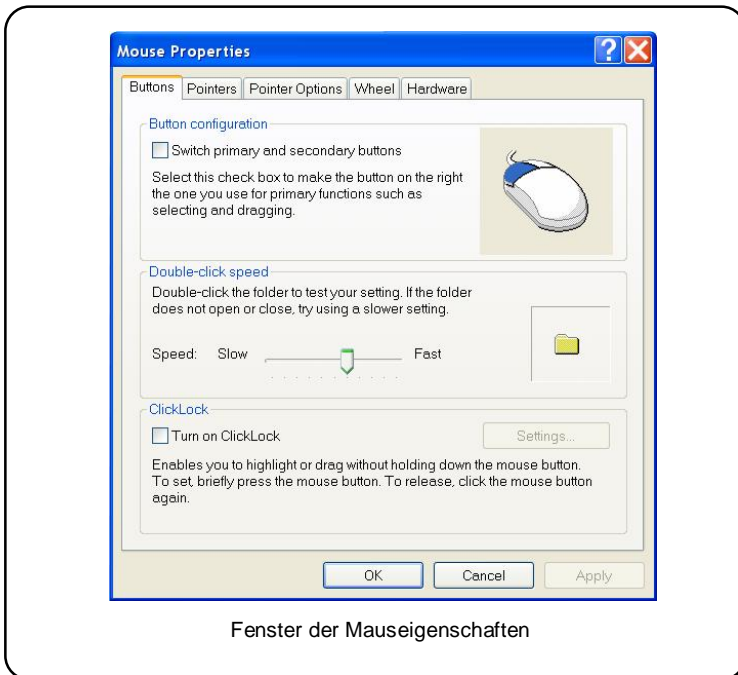 Mouse Properties
Buttons Pointers Pointer Options Wheel Hardware
Button configuration
Switch primary and secondary buttons
Select this check box to make the button on the right
the one you use for primary functions such as
selecting and dragging.
Double-click speed
Double-click the folder to test your setting. If the folder
does not open or close, try using a slower setting.
Speed: Slow Fast
ClickLock
Turn on ClickLock Settings...
Enables you to highlight or drag without holding down the mouse button.
To set, briefly press the mouse button. To release, click the mouse button
again.
OK Cancel Apply
Fenster der Mauseigenschaften